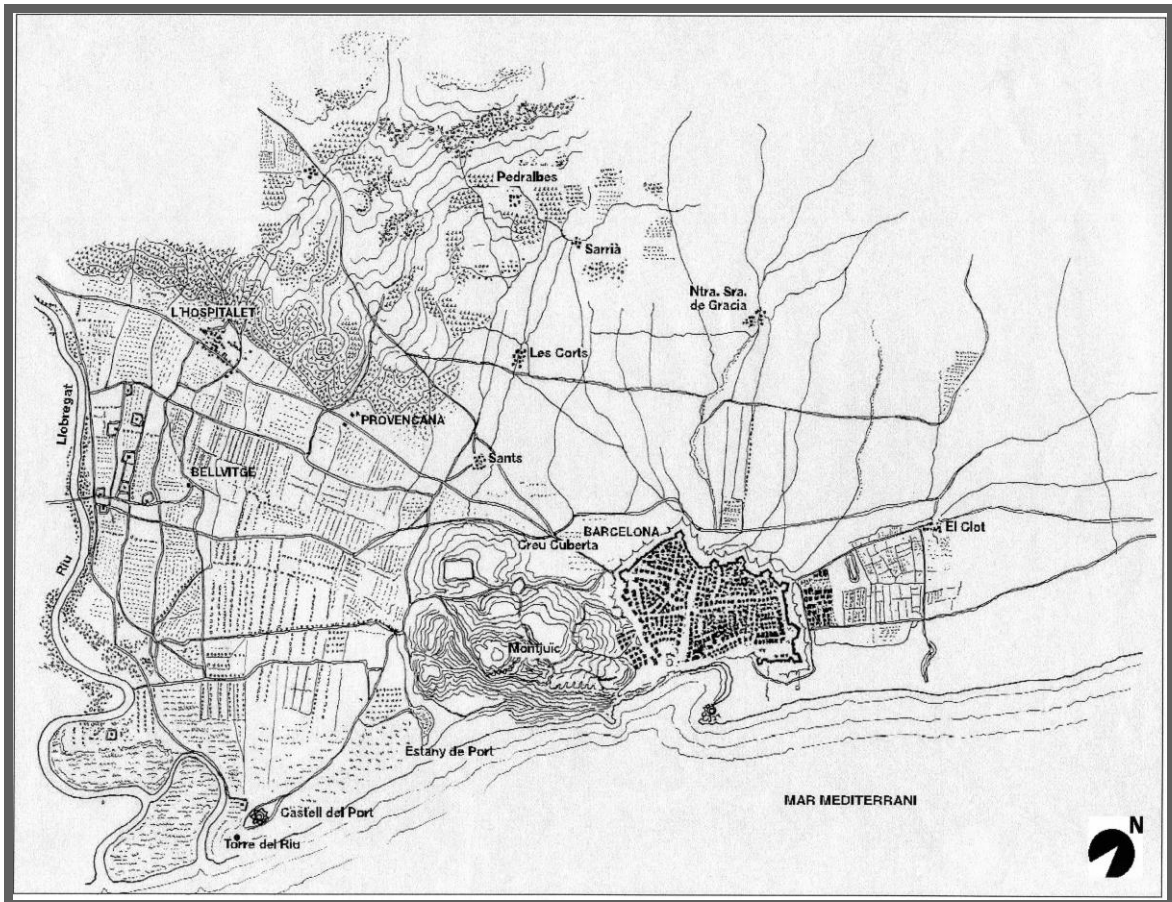 Pedralbes
Sarrià
Ntra. Sra.
de Gracia
L'HOSPITALET
Les Corts
Llobregat
PROVENÇANA
Sants
BELLVITGE
El Clot
BARCELONA
Creu Cuberta
Riu
Montjuic
Estany de Port
MAR MEDITERRANI
Castell del Port
Torre del Riu
N